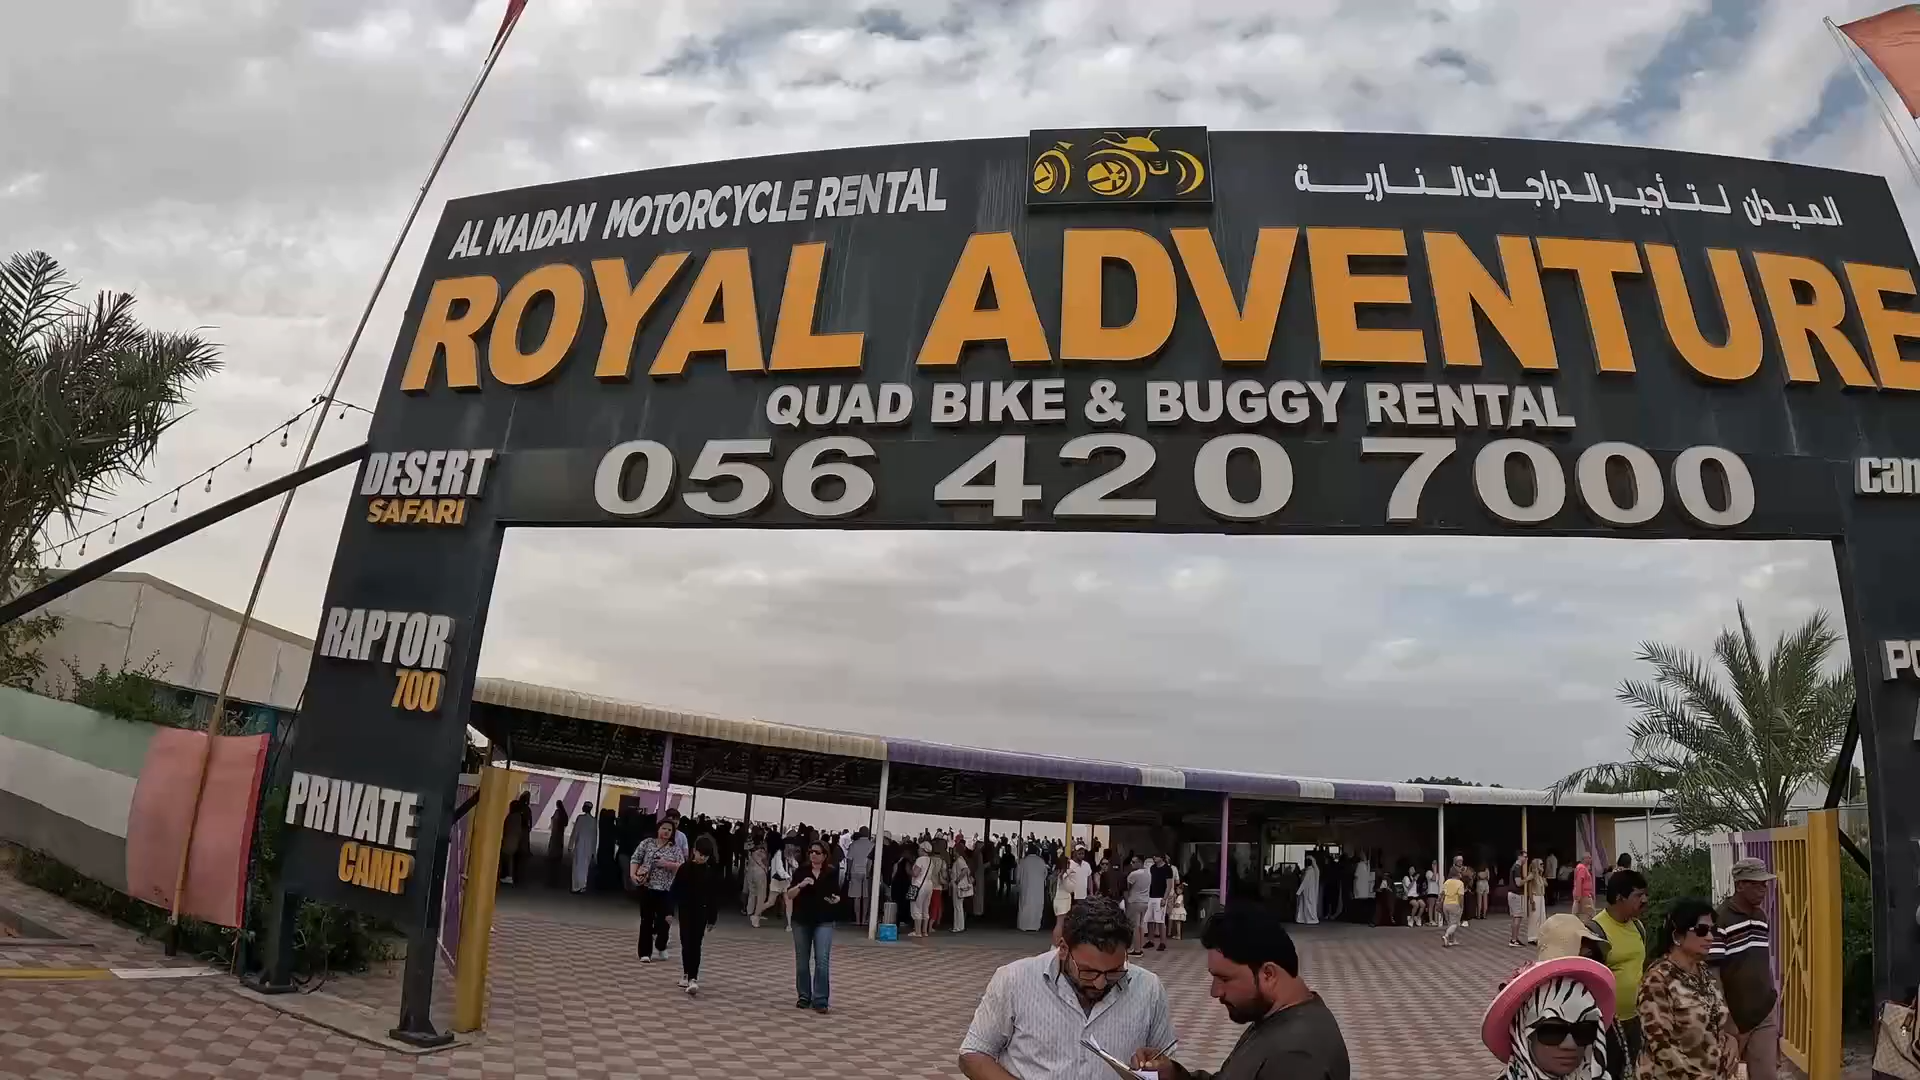 AL MAIDAN MOTORCYCLE RENTAL
الميدان لتأجير الدراجات النارية
ROYAL ADVENTURE
QUAD BIKE & BUGGY RENTAL
056 420 7000
DESERT
SAFARI
RAPTOR
700
PRIVATE
CAMP